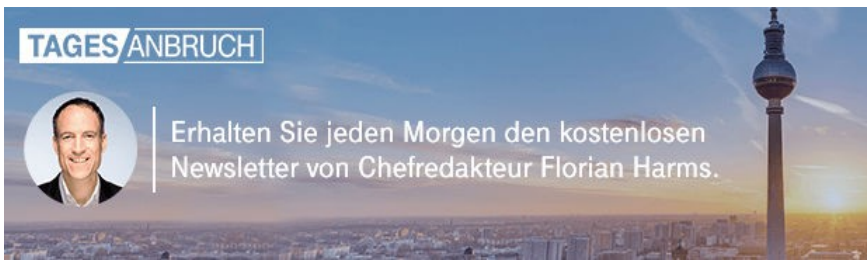 TAGES ANBRUCH
Erhalten Sie jeden Morgen den kostenlosen
Newsletter von Chefredakteur Florian Harms.